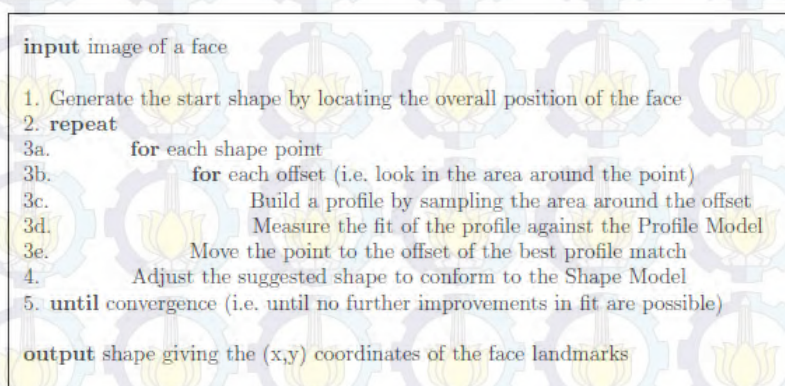 input image of a face
1. Generate the start shape by locating the overall position of the face
2. repeat
3a. for each shape point
3b. for each offset (i.e. look in the area around the point)
3c. Build a profile by sampling the area around the offset
3d. Measure the fit of the profile against the Profile Model
3e. Move the point to the offset of the best profile match
4. Adjust the suggested shape to conform to the Shape Model
5. until convergence (i.e. until no further improvements in fit are possible)
output shape giving the (x,y) coordinates of the face landmarks